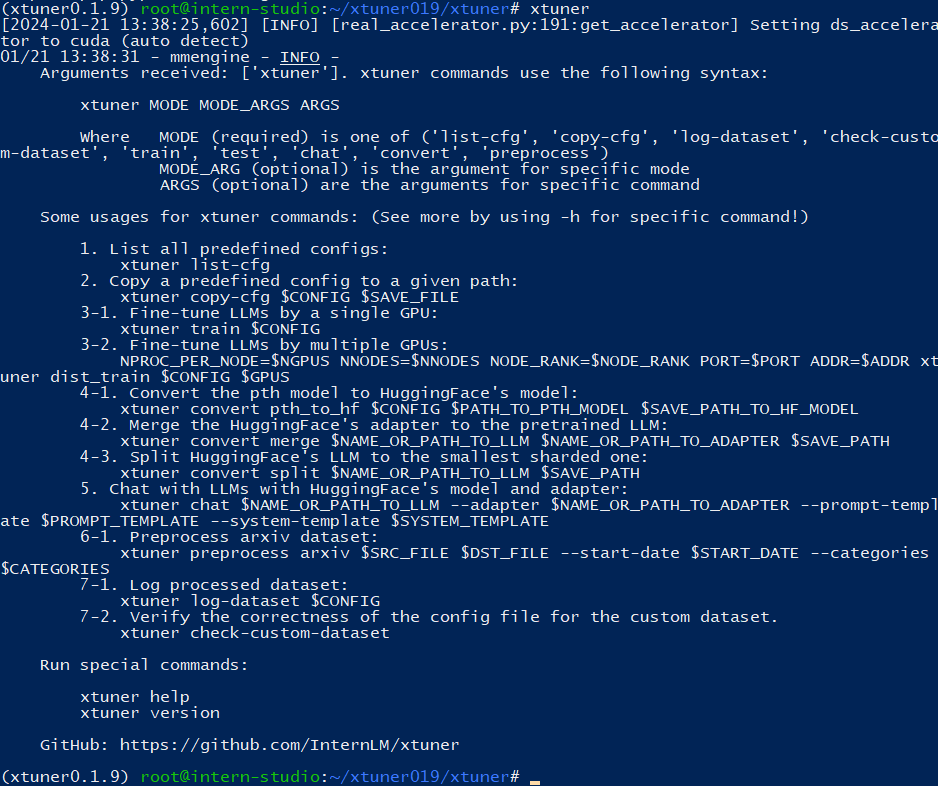 (xtuner0.1.9) root@intern-studio:~/xtuner019/xtuner# xtuner
[2024-01-21 13:38:25,602] [INFO] [real_accelerator.py:191:get_accelerator] Setting ds_accelera
tor to cuda (auto detect)
01/21 13:38:31 - mmengine - INFO -
    Arguments received: ['xtuner']. xtuner commands use the following syntax:

        xtuner MODE MODE_ARGS ARGS

        Where   MODE (required) is one of ('list-cfg', 'copy-cfg', 'log-dataset', 'check-custo
m-dataset', 'train', 'test', 'chat', 'convert', 'preprocess')
                MODE_ARG (optional) is the argument for specific mode
                ARGS (optional) are the arguments for specific command

    Some usages for xtuner commands: (See more by using -h for specific command!)

        1. List all predefined configs:
            xtuner list-cfg
        2. Copy a predefined config to a given path:
            xtuner copy-cfg $CONFIG $SAVE_FILE
        3-1. Fine-tune LLMs by a single GPU:
            xtuner train $CONFIG
        3-2. Fine-tune LLMs by multiple GPUs:
            NPROC_PER_NODE=$NGPUS NNODES=$NNODES NODE_RANK=$NODE_RANK PORT=$PORT ADDR=$ADDR xt
uner dist_train $CONFIG $GPUS
        4-1. Convert the pth model to HuggingFace's model:
            xtuner convert pth_to_hf $CONFIG $PATH_TO_PTH_MODEL $SAVE_PATH_TO_HF_MODEL
        4-2. Merge the HuggingFace's adapter to the pretrained LLM:
            xtuner convert merge $NAME_OR_PATH_TO_LLM $NAME_OR_PATH_TO_ADAPTER $SAVE_PATH
        4-3. Split HuggingFace's LLM to the smallest sharded one:
            xtuner convert split $NAME_OR_PATH_TO_LLM $SAVE_PATH
        5. Chat with LLMs with HuggingFace's model and adapter:
            xtuner chat $NAME_OR_PATH_TO_LLM --adapter $NAME_OR_PATH_TO_ADAPTER --prompt-templ
ate $PROMPT_TEMPLATE --system-template $SYSTEM_TEMPLATE
        6-1. Preprocess arxiv dataset:
            xtuner preprocess arxiv $SRC_FILE $DST_FILE --start-date $START_DATE --categories
$CATEGORIES
        7-1. Log processed dataset:
            xtuner log-dataset $CONFIG
        7-2. Verify the correctness of the config file for the custom dataset.
            xtuner check-custom-dataset

    Run special commands:

        xtuner help
        xtuner version

    GitHub: https://github.com/InternLM/xtuner

(xtuner0.1.9) root@intern-studio:~/xtuner019/xtuner#